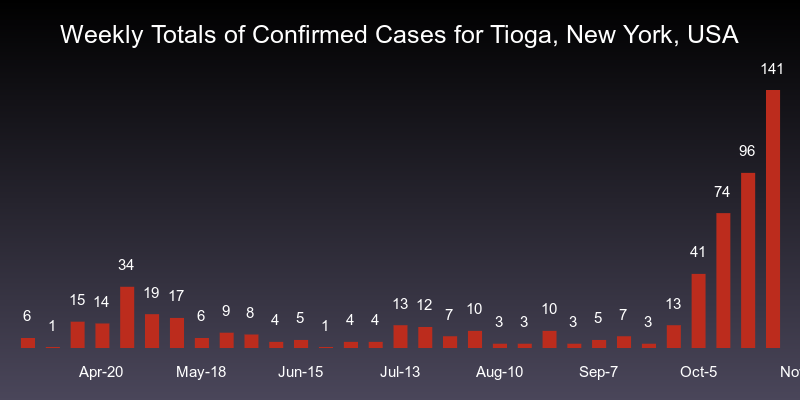 Weekly Totals of Confirmed Cases for Tioga, New York, USA
6 1 15 14 34 19 17 6 9 8 4 5 1 4 4 13 12 7 10 3 3 10 3 5 7 3 13 41 74 96 141
Apr-20 May-18 Jun-15 Jul-13 Aug-10 Sep-7 Oct-5 No